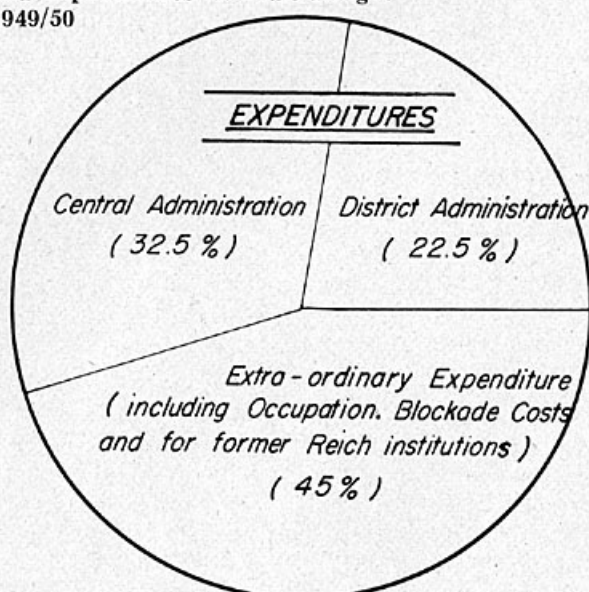 949/50
EXPENDITURES
Central Administration
( 32.5 % )
District Administration
( 22.5 % )
Extra-ordinary Expenditure
( including Occupation. Blockade Costs
and for former Reich institutions )
( 45 % )